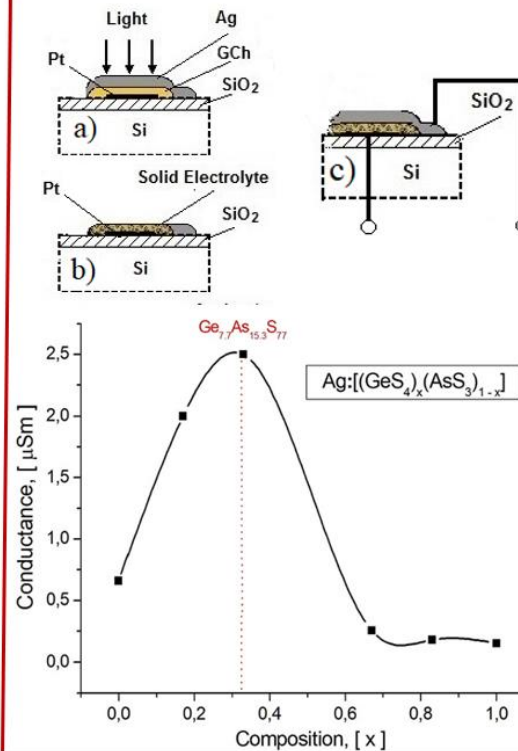 Light
Ag
GCh
Pt
SiO2
Si
a)
Pt
Solid Electrolyte
SiO2
Si
b)
SiO2
Si
c)
Ge7.7As15.3S77
Ag:[(GeS4)x(AsS3)1-x]
Conductance, [ μSm ]
2,5
2,0
1,5
1,0
0,5
0,0
0,0 0,2 0,4 0,6 0,8 1,0
Composition, [ x ]